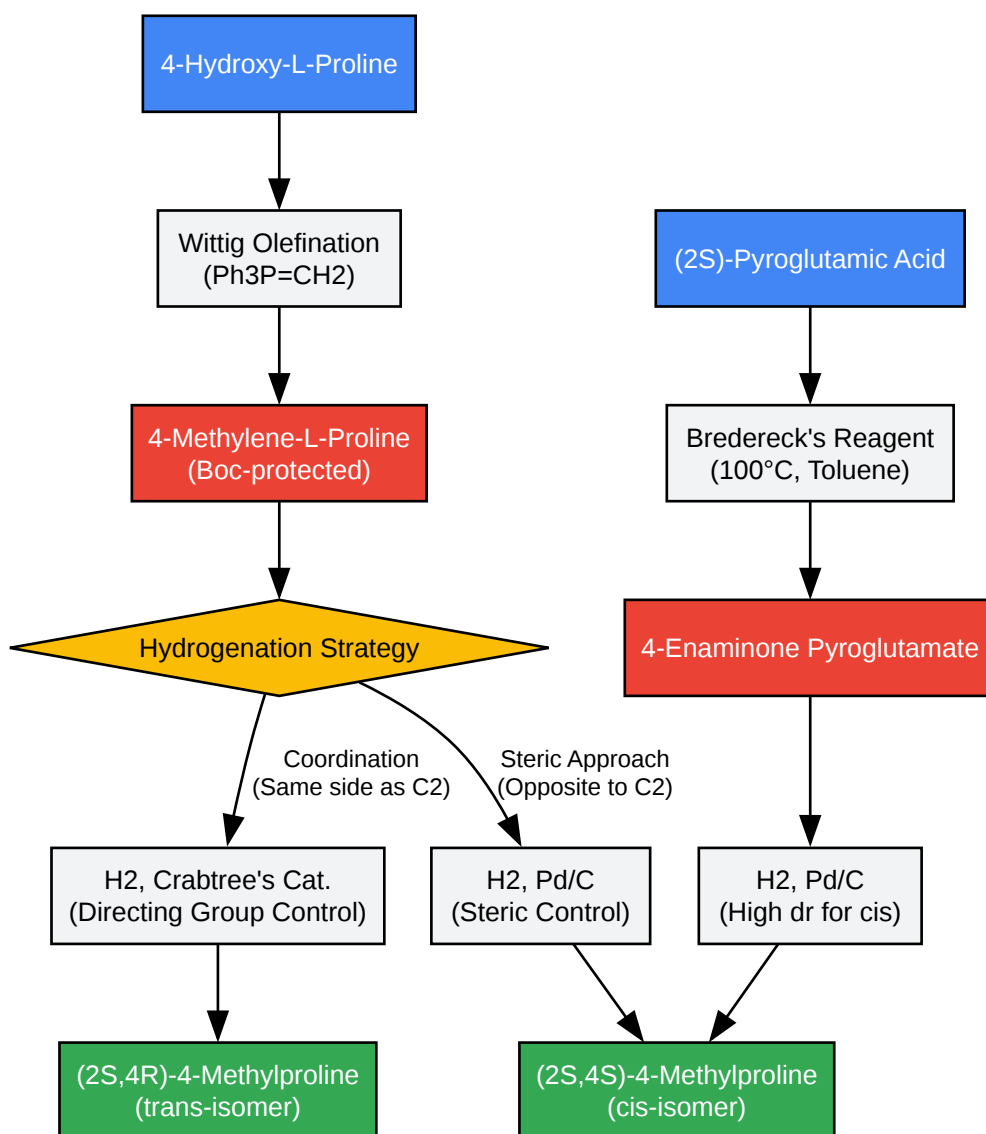 4-Hydroxy-L-Proline
Wittig Olefination
(Ph3P=CH2)
(2S)-Pyroglutamic Acid
4-Methylene-L-Proline
(Boc-protected)
Bredereck's Reagent
(100°C, Toluene)
Hydrogenation Strategy
4-Enaminone Pyroglutamate
Coordination
(Same side as C2)
Steric Approach
(Opposite to C2)
H2, Crabtree's Cat.
(Directing Group Control)
H2, Pd/C
(Steric Control)
H2, Pd/C
(High dr for cis)
(2S,4R)-4-Methylproline
(trans-isomer)
(2S,4S)-4-Methylproline
(cis-isomer)